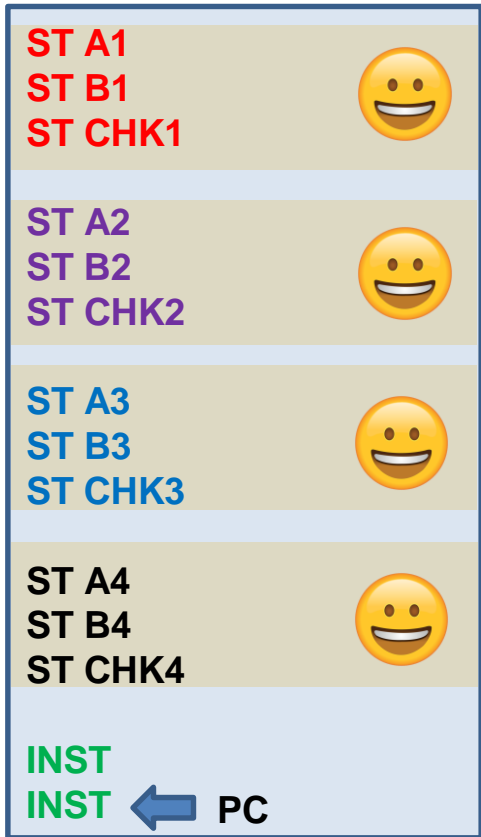 ST A1
ST B1
ST CHK1
ST A2
ST B2
ST CHK2
ST A3
ST B3
ST CHK3
ST A4
ST B4
ST CHK4
INST
INST PC